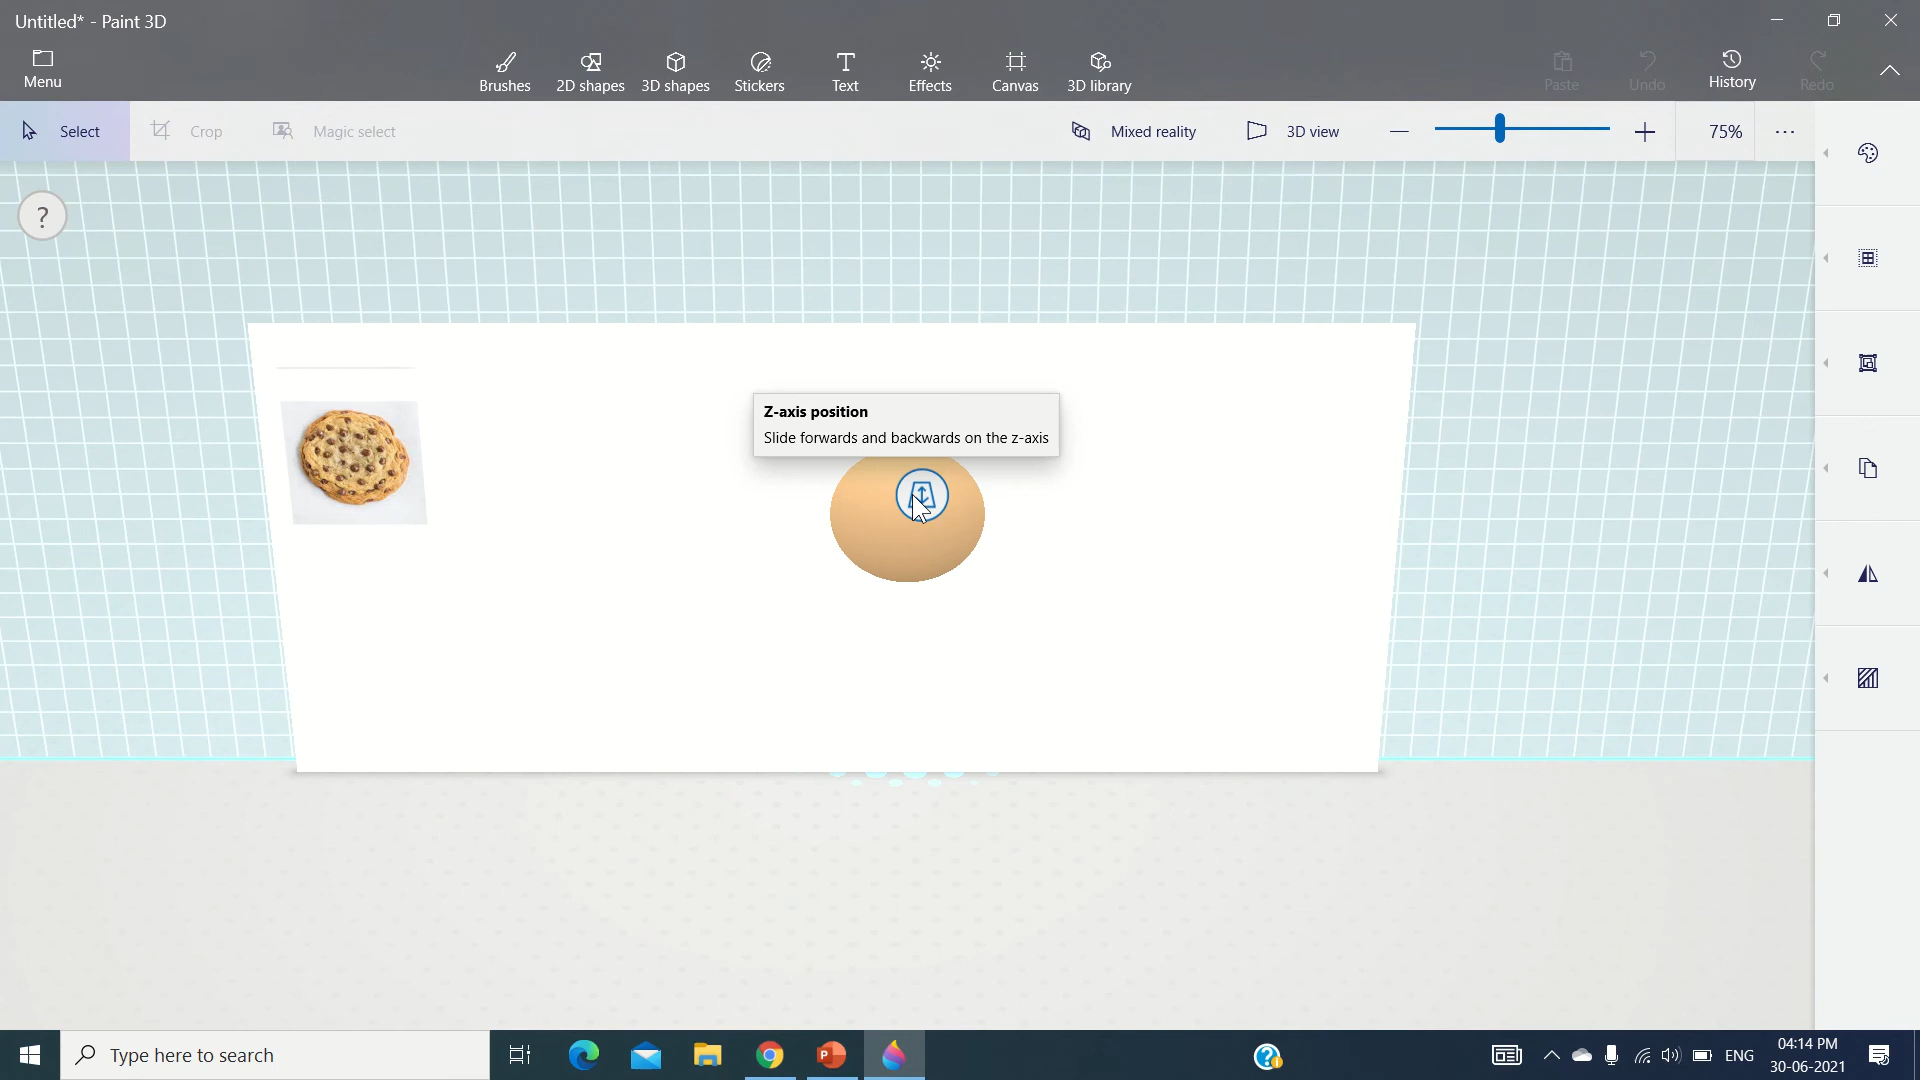 Untitled* - Paint 3D
Menu
Brushes
2D shapes
3D shapes
Stickers
Text
Effects
Canvas
3D library
Paste
Undo
History
Redo
Select
Crop
Magic select
Mixed reality
3D view
75%
?
Z-axis position
Slide forwards and backwards on the z-axis
Type here to search
ENG
04:14 PM
30-06-2021